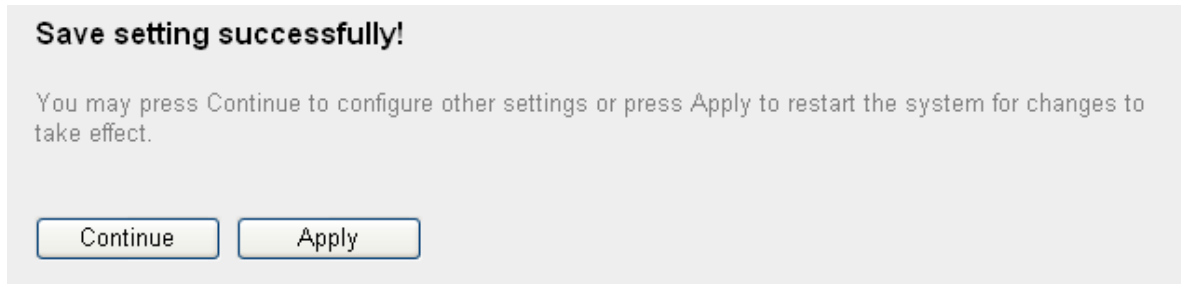 Save setting successfully!
You may press Continue to configure other settings or press Apply to restart the system for changes to
take effect.
Continue Apply